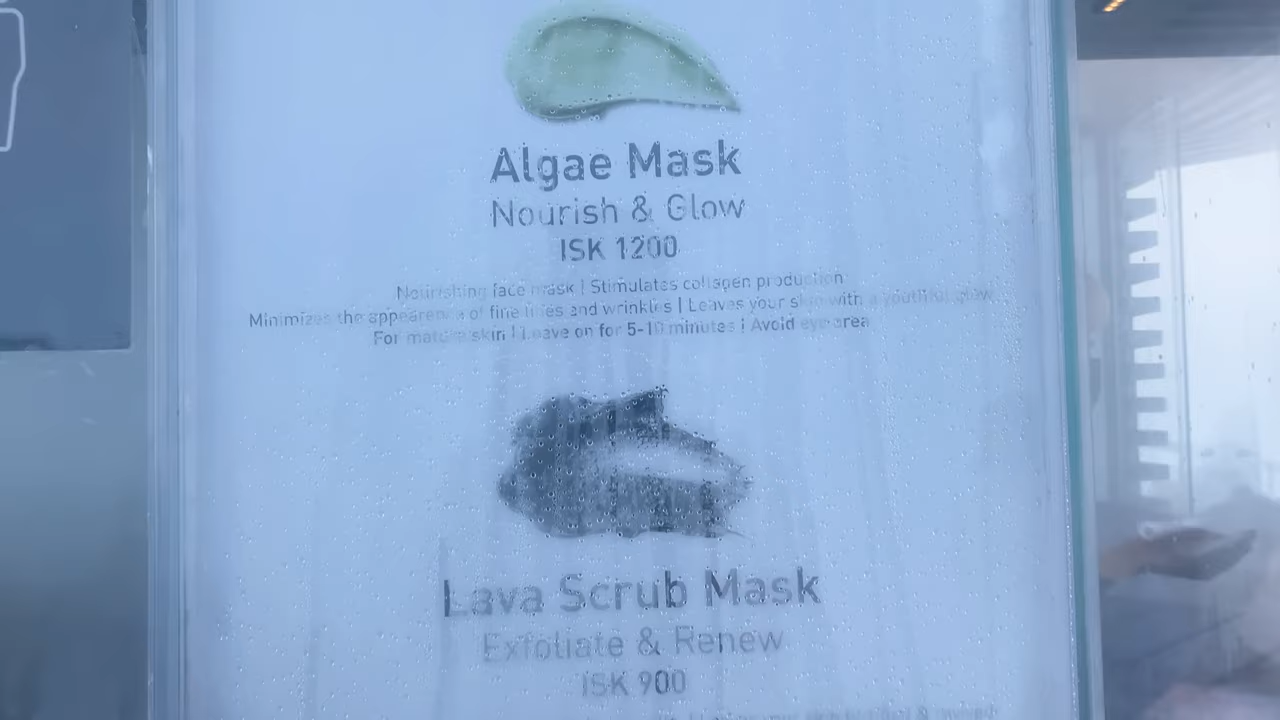 Algae Mask
Nourish & Glow
ISK 1200
Nourishing face mask | Stimulates collagen production
Minimizes the appearence of fine lines and wrinkles | Leaves your skin with a youthful glow
For mature skin | Leave on for 5-10 minutes | Avoid eye area
Lava Scrub Mask
Exfoliate & Renew
ISK 900